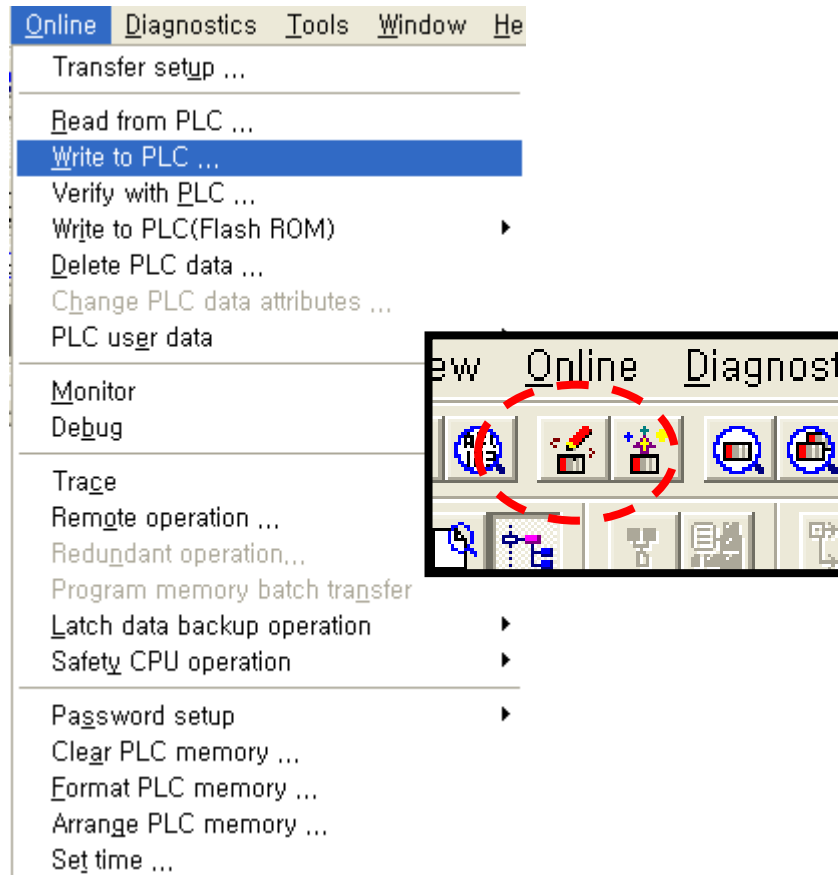 Online Diagnostics Tools Window He
Transfer setup ...
Read from PLC ...
Write to PLC ...
Verify with PLC ...
Write to PLC(Flash ROM)
Delete PLC data ...
Change PLC data attributes ...
PLC user data
Monitor
Debug
Trace
Remote operation ...
Redundant operation...
Program memory batch transfer
Latch data backup operation
Safety CPU operation
Password setup
Clear PLC memory ...
Format PLC memory ...
Arrange PLC memory ...
Set time ...
ew Online Diagnost